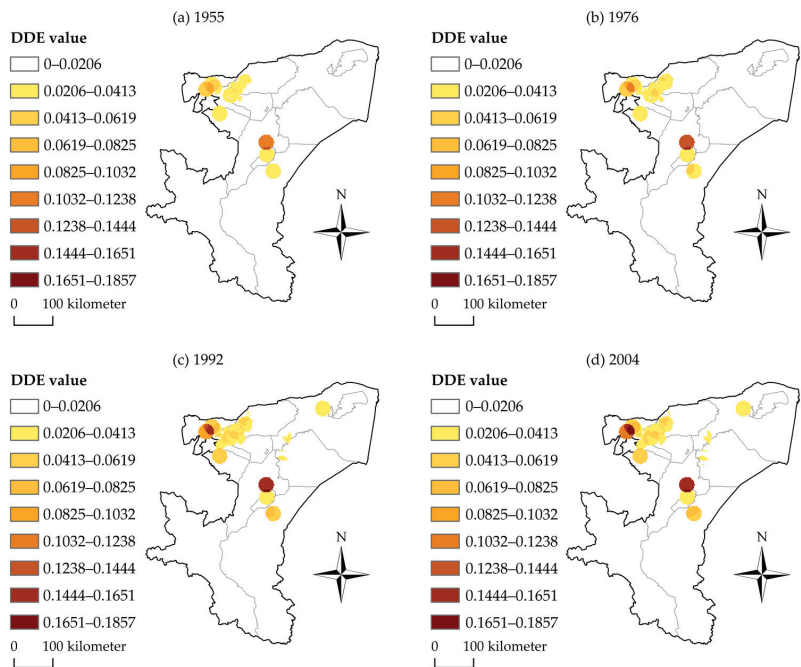 (a) 1955
DDE value
0–0.0206
0.0206–0.0413
0.0413–0.0619
0.0619–0.0825
0.0825–0.1032
0.1032–0.1238
0.1238–0.1444
0.1444–0.1651
0.1651–0.1857
0 100 kilometer
N
(b) 1976
DDE value
0–0.0206
0.0206–0.0413
0.0413–0.0619
0.0619–0.0825
0.0825–0.1032
0.1032–0.1238
0.1238–0.1444
0.1444–0.1651
0.1651–0.1857
0 100 kilometer
N
(c) 1992
DDE value
0–0.0206
0.0206–0.0413
0.0413–0.0619
0.0619–0.0825
0.0825–0.1032
0.1032–0.1238
0.1238–0.1444
0.1444–0.1651
0.1651–0.1857
0 100 kilometer
N
(d) 2004
DDE value
0–0.0206
0.0206–0.0413
0.0413–0.0619
0.0619–0.0825
0.0825–0.1032
0.1032–0.1238
0.1238–0.1444
0.1444–0.1651
0.1651–0.1857
0 100 kilometer
N